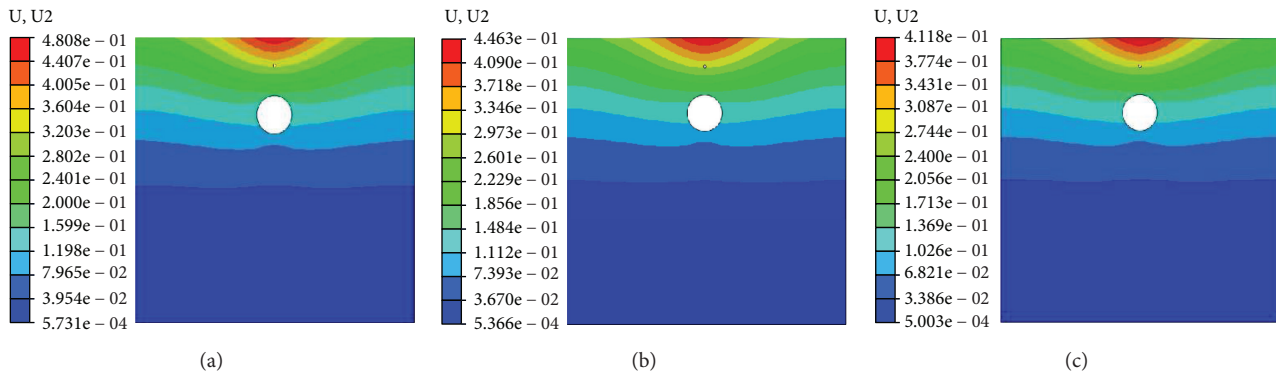 U, U2
4.808e – 01
4.407e – 01
4.005e – 01
3.604e – 01
3.203e – 01
2.802e – 01
2.401e – 01
2.000e – 01
1.599e – 01
1.198e – 01
7.965e – 02
3.954e – 02
5.731e – 04
(a)
U, U2
4.463e – 01
4.090e – 01
3.718e – 01
3.346e – 01
2.973e – 01
2.601e – 01
2.229e – 01
1.856e – 01
1.484e – 01
1.112e – 01
7.393e – 02
3.670e – 02
5.366e – 04
(b)
U, U2
4.118e – 01
3.774e – 01
3.431e – 01
3.087e – 01
2.744e – 01
2.400e – 01
2.056e – 01
1.713e – 01
1.369e – 01
1.026e – 01
6.821e – 02
3.386e – 02
5.003e – 04
(c)